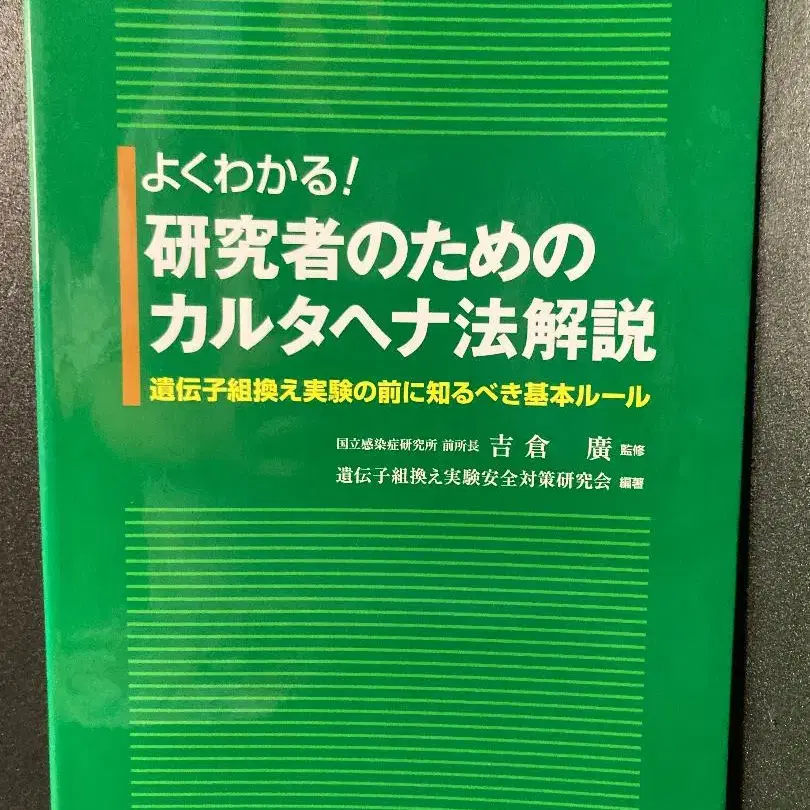 よくわかる!
研究者のための
カルタヘナ法解説
遺伝子組換え実験の前に知るべき基本ルール
国立感染症研究所 前所長 吉倉 廣 監修
遺伝子組換え実験安全対策研究会 編著